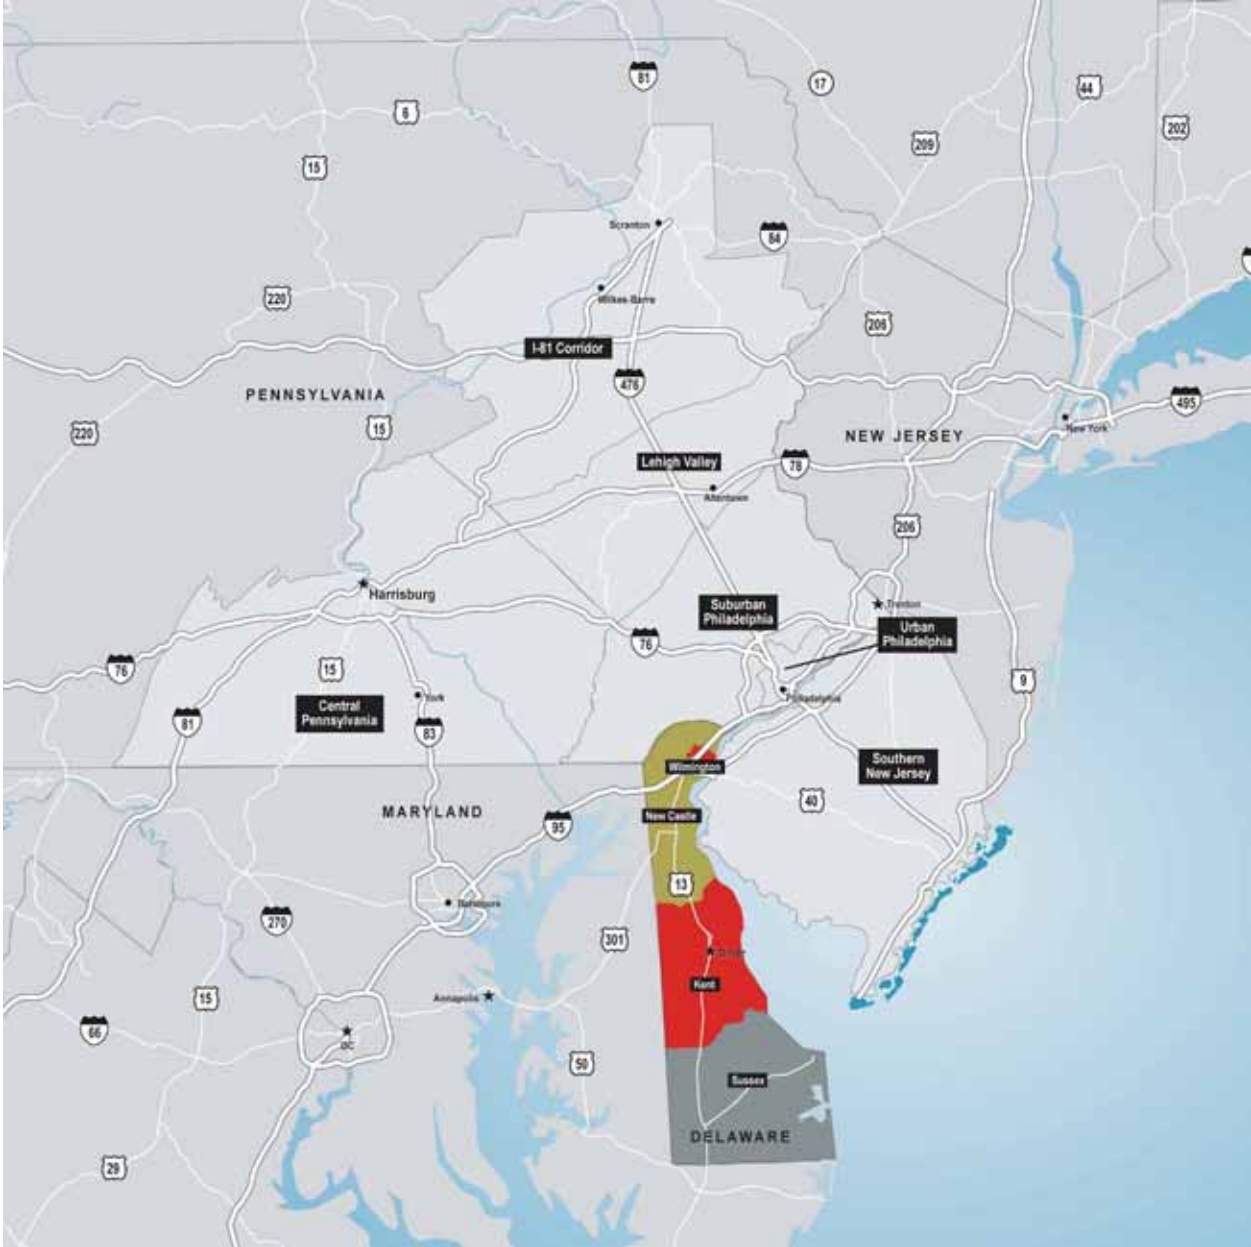 81
17
44
6
202
209
15
Scranton
84
220
Wilkes-Barre
206
I-81 Corridor
476
PENNSYLVANIA
495
220
15
New York
NEW JERSEY
Lehigh Valley
78
Allentown
206
Harrisburg
Suburban
Philadelphia
Trenton
Urban
Philadelphia
76
76
15
9
York
Philadelphia
Central
Pennsylvania
81
83
Wilmington
Southern
New Jersey
40
MARYLAND
New Castle
95
13
Baltimore
270
301
Dover
Kent
15
Annapolis
66
DC
50
Sussex
DELAWARE
29